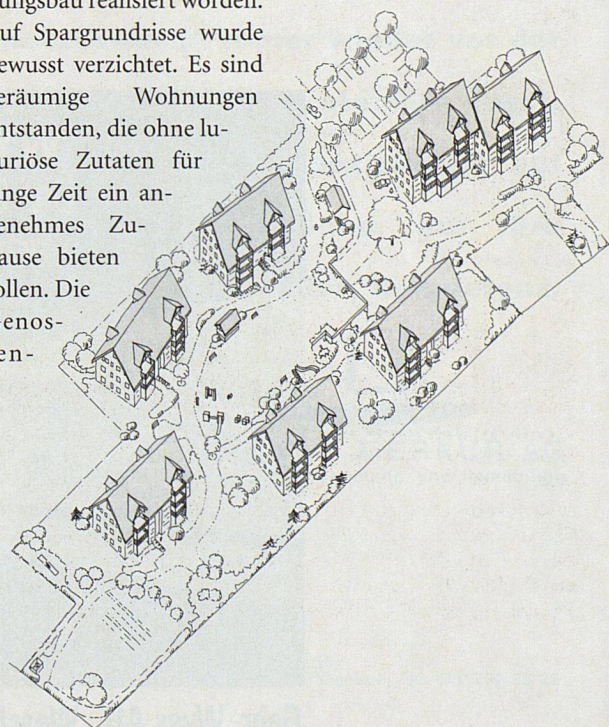 ungsbau realisiert worden.
uf Spargrundrisse wurde
ewusst verzichtet. Es sind
eräumige Wohnungen
ntstanden, die ohne lu-
uriöse Zutaten für
nge Zeit ein an-
enehmes Zu-
ause bieten
ollen. Die
enos-
en-